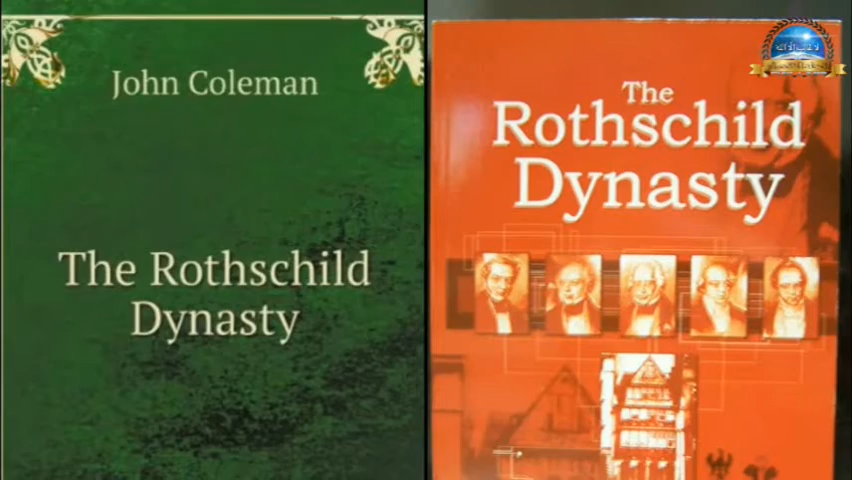 John Coleman
The Rothschild
Dynasty
The
Rothschild
Dynasty